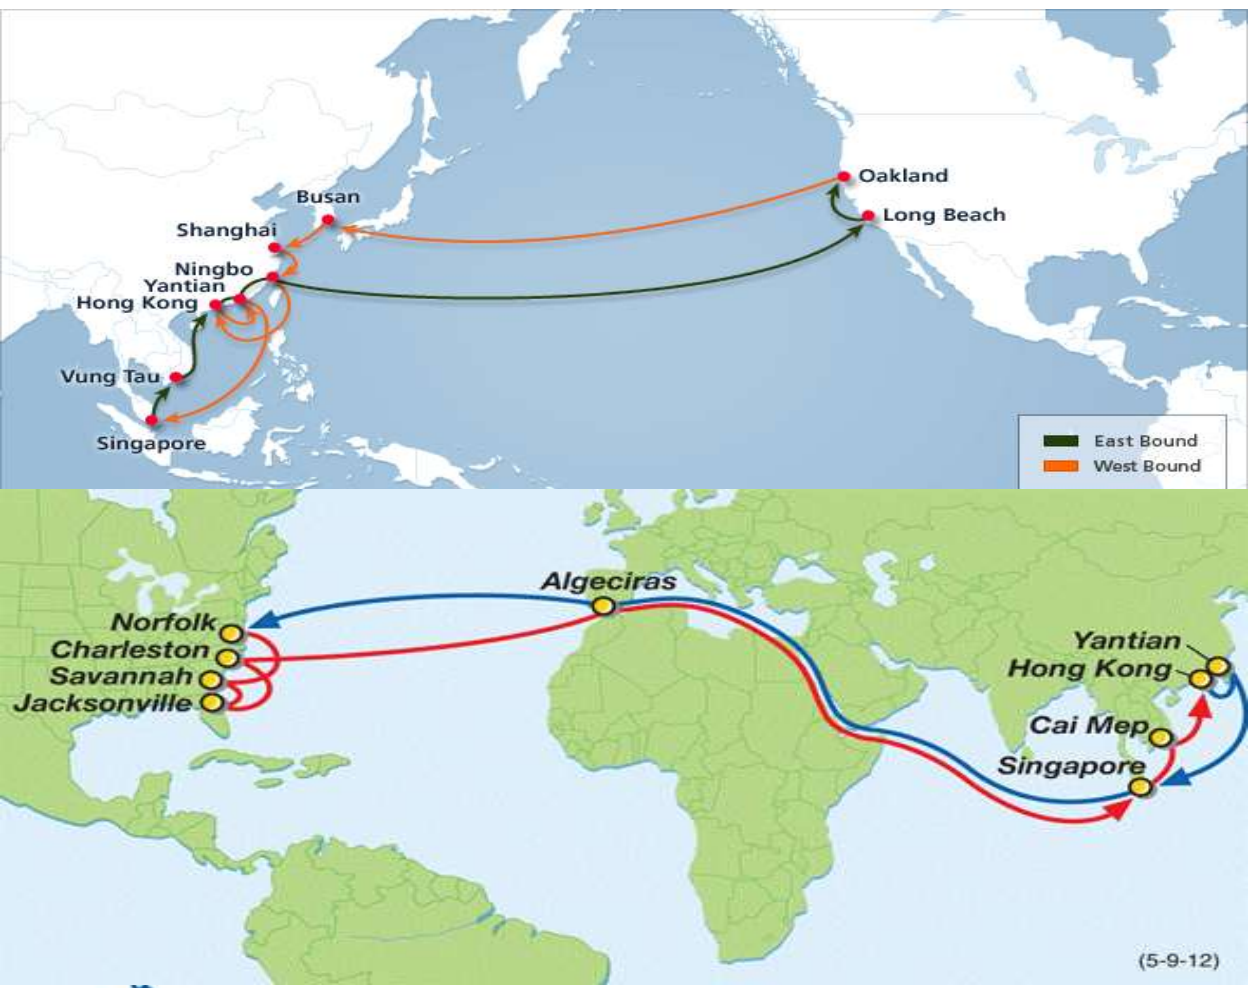 Oakland
Busan
Long Beach
Shanghai
Ningbo
Yantian
Hong Kong
Vung Tau
Singapore
East Bound
West Bound
Algeciras
Norfolk
Charleston
Savannah
Jacksonville
Yantian
Hong Kong
Cai Mep
Singapore
(5-9-12)